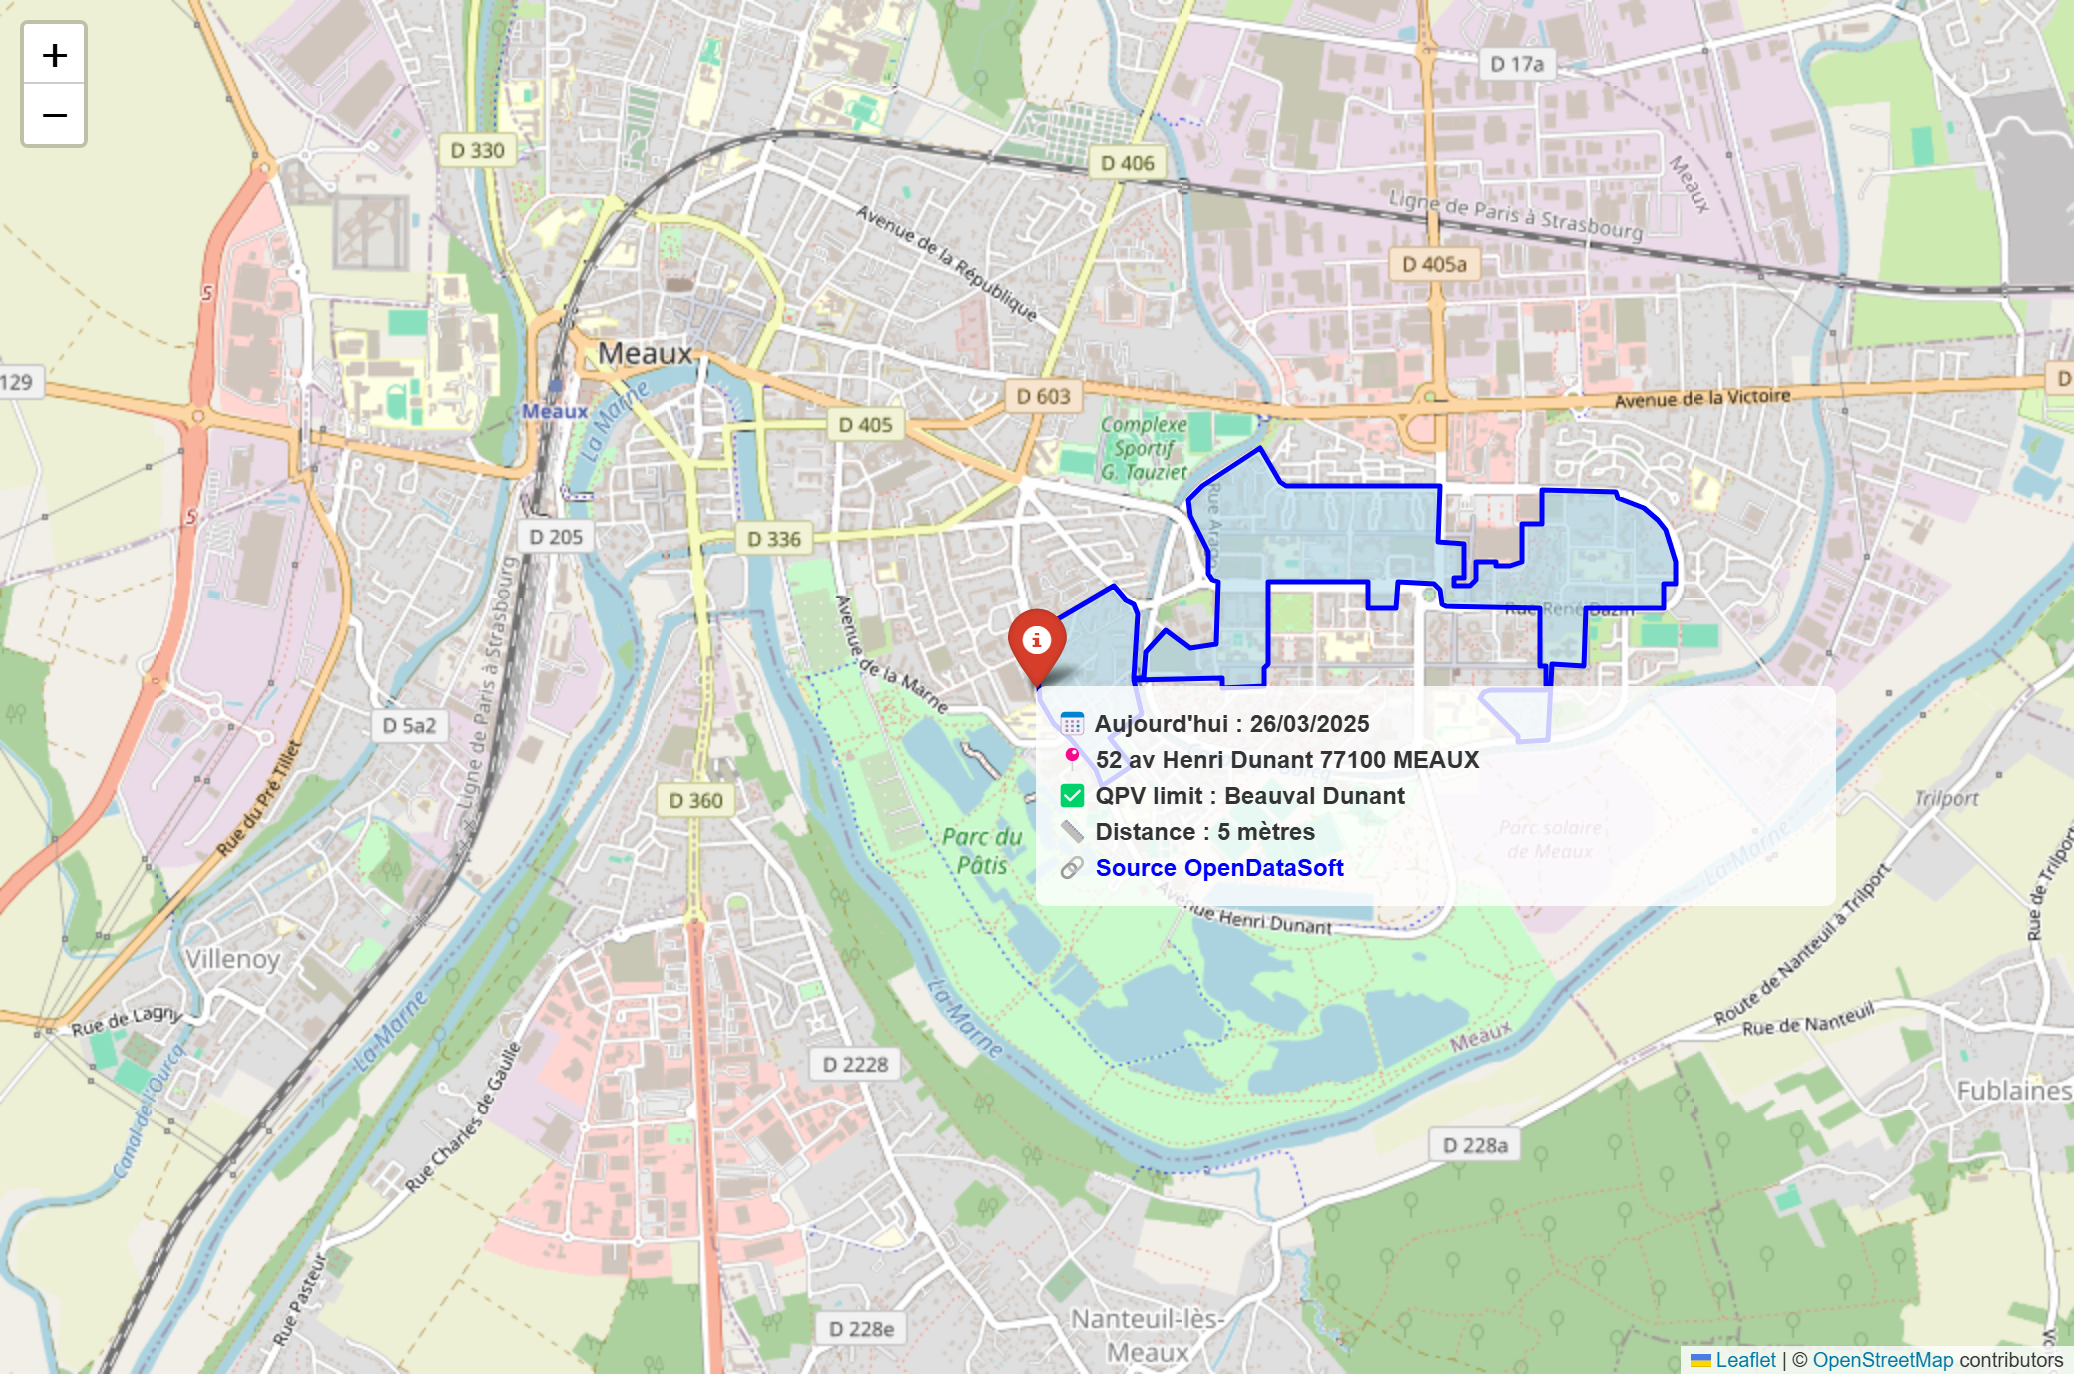 +
−
D 17a
D 330
D 406
Meaux
Ligne de Paris à Strasbourg
Avenue de la République
D 405a
5
Meaux
129
D 603
Avenue de la Victoire
D
Meaux
La Marne
D 405
Complexe
Sportif
G. Tauziet
5
Rue Aragon
D 205
D 336
Ligne de Paris à Strasbourg
Avenue de la Marne
Rue René Bazin
D 5a2
Aujourd'hui : 26/03/2025
52 av Henri Dunant 77100 MEAUX
QPV limit : Beauval Dunant
Distance : 5 mètres
Source OpenDataSoft
Rue du Pré Tillet
D 360
Parc du
Pâtis
Parc solaire
de Meaux
La Marne
Trilport
Rue de Trilport
Avenue Henri Dunant
Villenoy
Rue de Lagny
La Marne
La Marne
Route de Nanteuil à Trilport
Rue de Nanteuil
Meaux
D 2228
Canal de l'Ourcq
Rue Charles de Gaulle
Fublaines
D 228a
Rue Pasteur
D 228e
Nanteuil-lès-
Meaux
Leaflet | © OpenStreetMap contributors